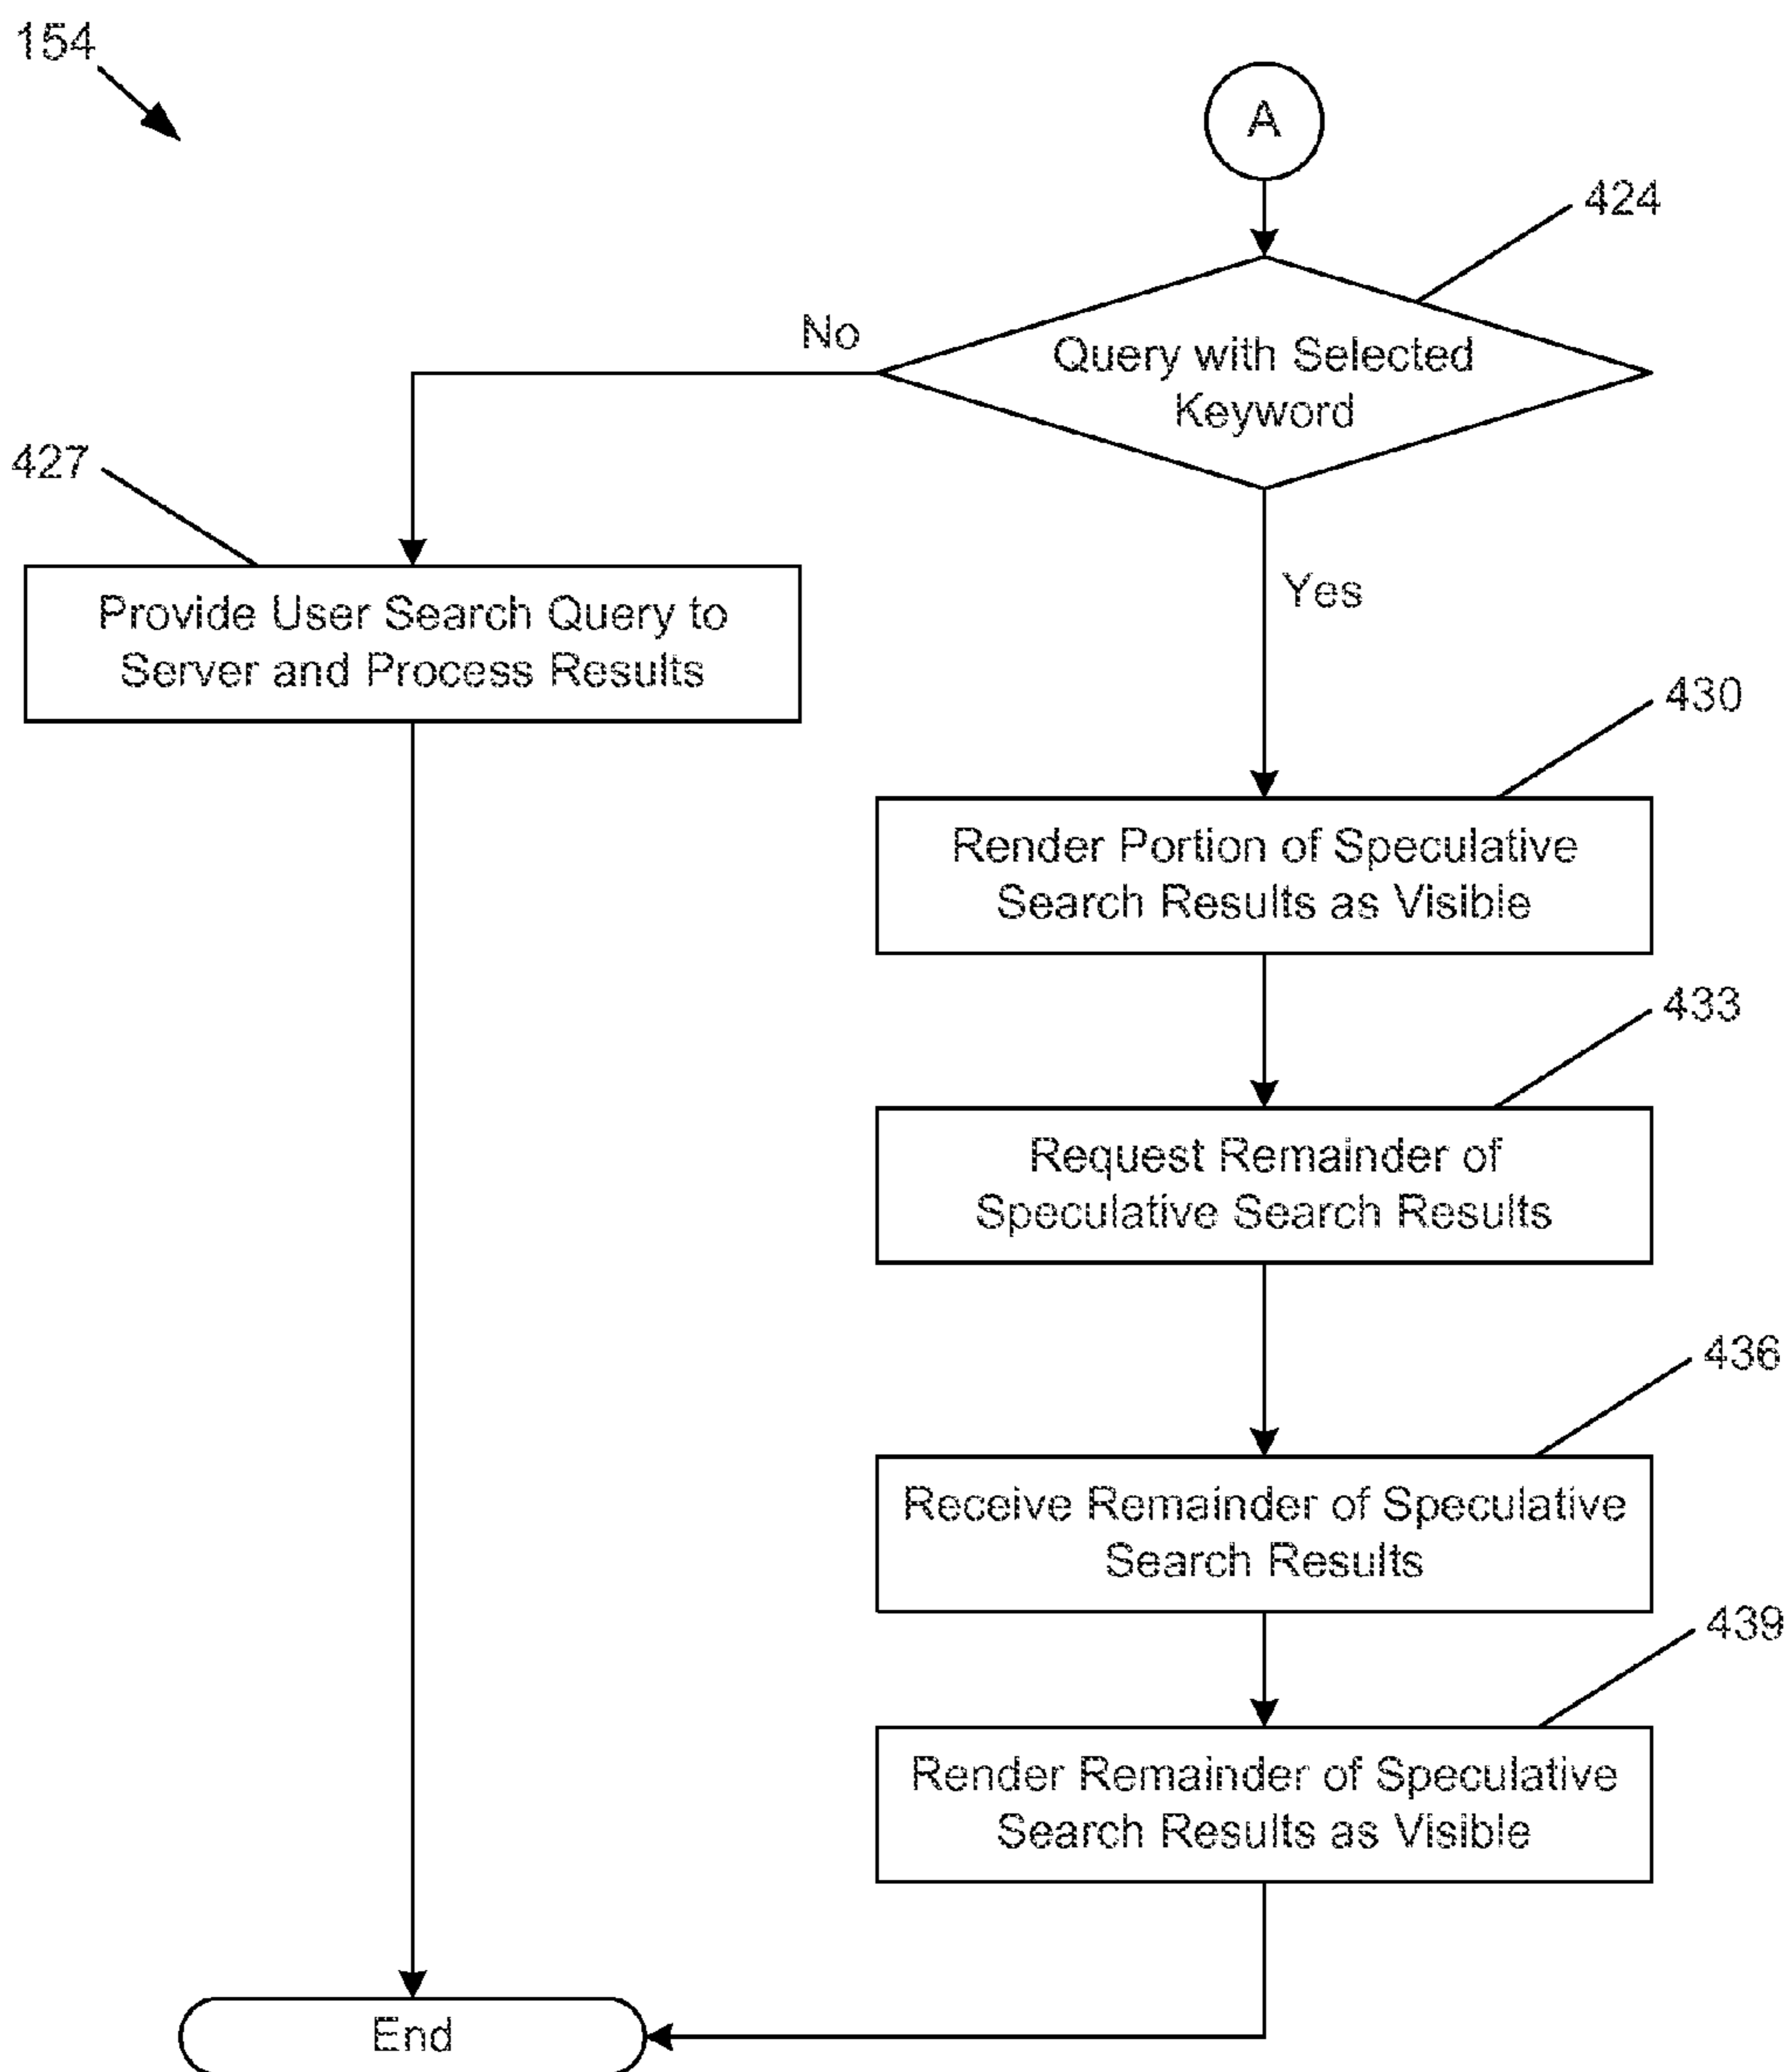 154
A
424
No
Query with Selected
Keyword
427
Yes
Provide User Search Query to
Server and Process Results
430
Render Portion of Speculative
Search Results as Visible
433
Request Remainder of
Speculative Search Results
436
Receive Remainder of Speculative
Search Results
439
Render Remainder of Speculative
Search Results as Visible
End